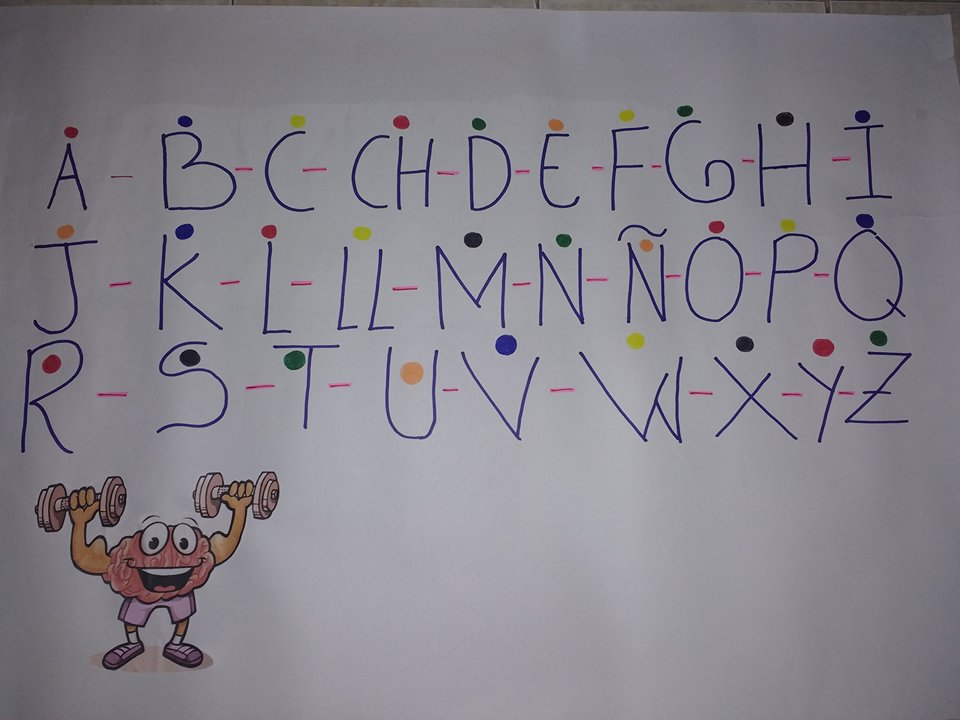 A - B - C - CH - D - E - F - G - H - I
J - K - L - LL - M - N - Ñ - O - P - Q
R - S - T - U - V - W - X - Y - Z